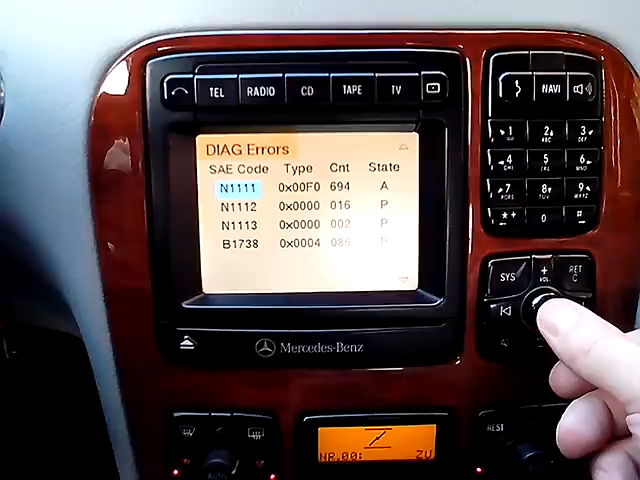 TEL RADIO CD TAPE TV
NAVI
DIAG Errors
SAE Code Type Cnt State
N1111 0x00F0 694 A
N1112 0x0000 016 P
N1113 0x0000 002 P
B1738 0x0004 086 P
1 2 ABC 3 DEF
4 GHI 5 JKL 6 MNO
7 PQRS 8 TUV 9 WXYZ
* + 0 #
SYS + VOL RET C
Mercedes-Benz
REST
NR.00: ZU
AUTO